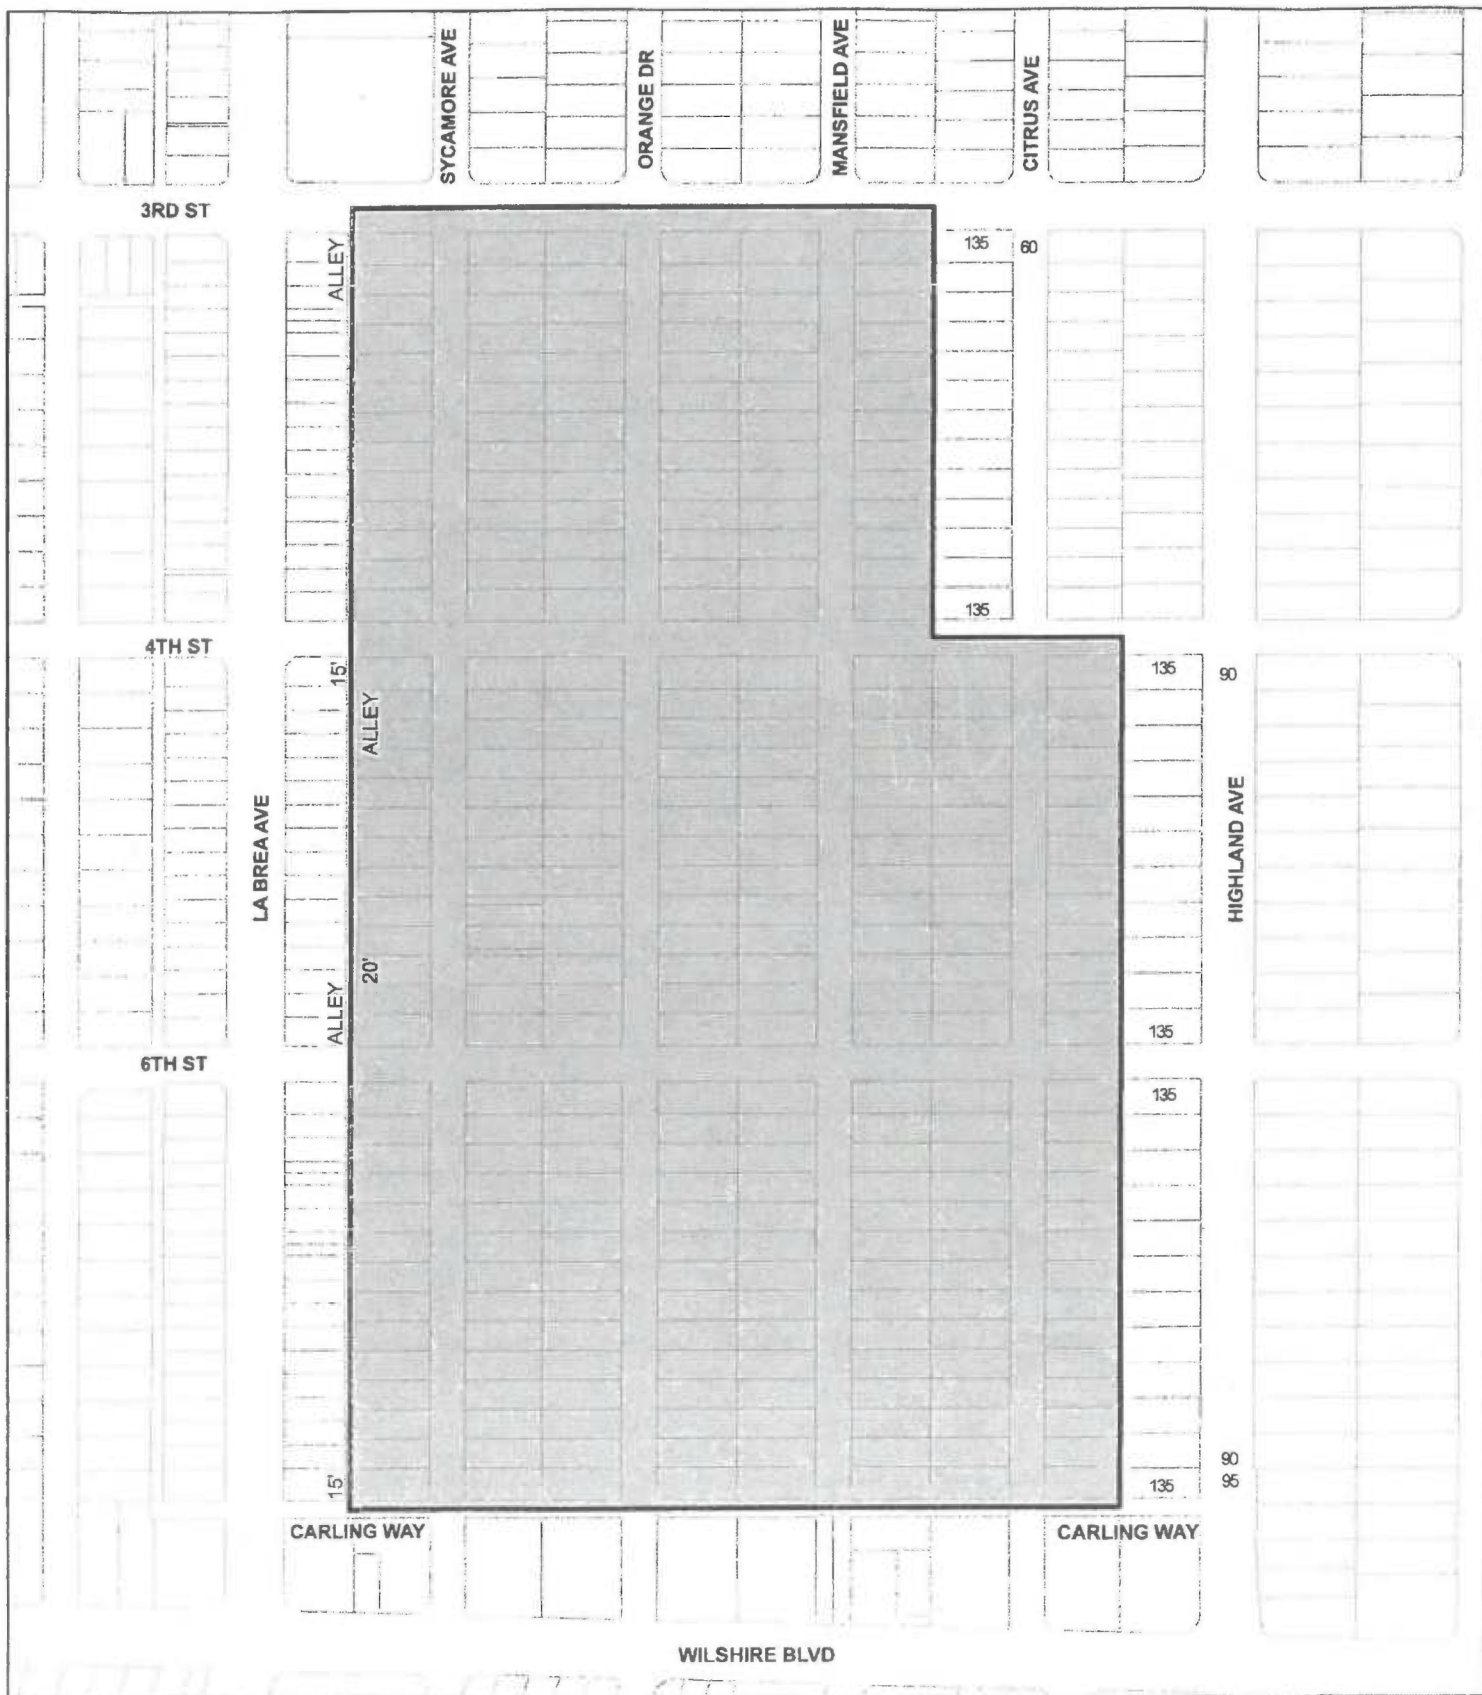 SYCAMORE AVE
ORANGE DR
MANSFIELD AVE
CITRUS AVE
3RD ST
ALLEY
135
60
135
4TH ST
15'
135
90
ALLEY
LA BREA AVE
HIGHLAND AVE
20'
ALLEY
135
6TH ST
135
90
15'
135
95
CARLING WAY
CARLING WAY
WILSHIRE BLVD